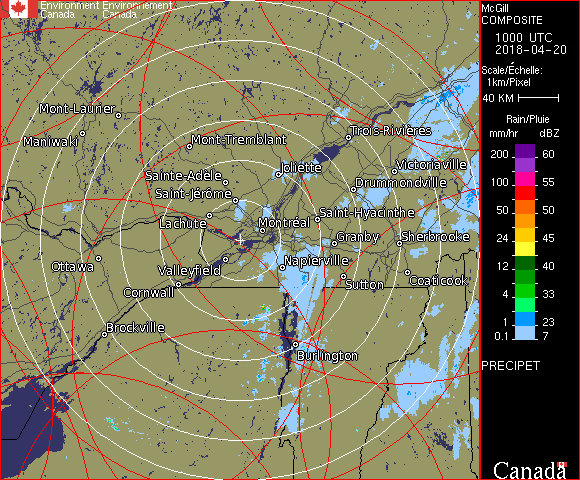 Environment Environnement
Canada Canada
McGill
COMPOSITE
1000 UTC
2018-04-20
Scale/Échelle:
1km/Pixel
40 KM
Rain/Pluie
mm/hr dBZ
200 60
100 55
50 50
24 45
12 40
4 33
1 23
0.1 7
PRECIPET
Canada
Mont-Laurier
Maniwaki
Mont-Tremblant
Trois-Rivières
Sainte-Adèle
Joliette
Victoriaville
Saint-Jérôme
Drummondville
Lachute
Montréal
Saint-Hyacinthe
Granby
Sherbrooke
Ottawa
Valleyfield
Napierville
Cornwall
Sutton
Coaticook
Brockville
Burlington